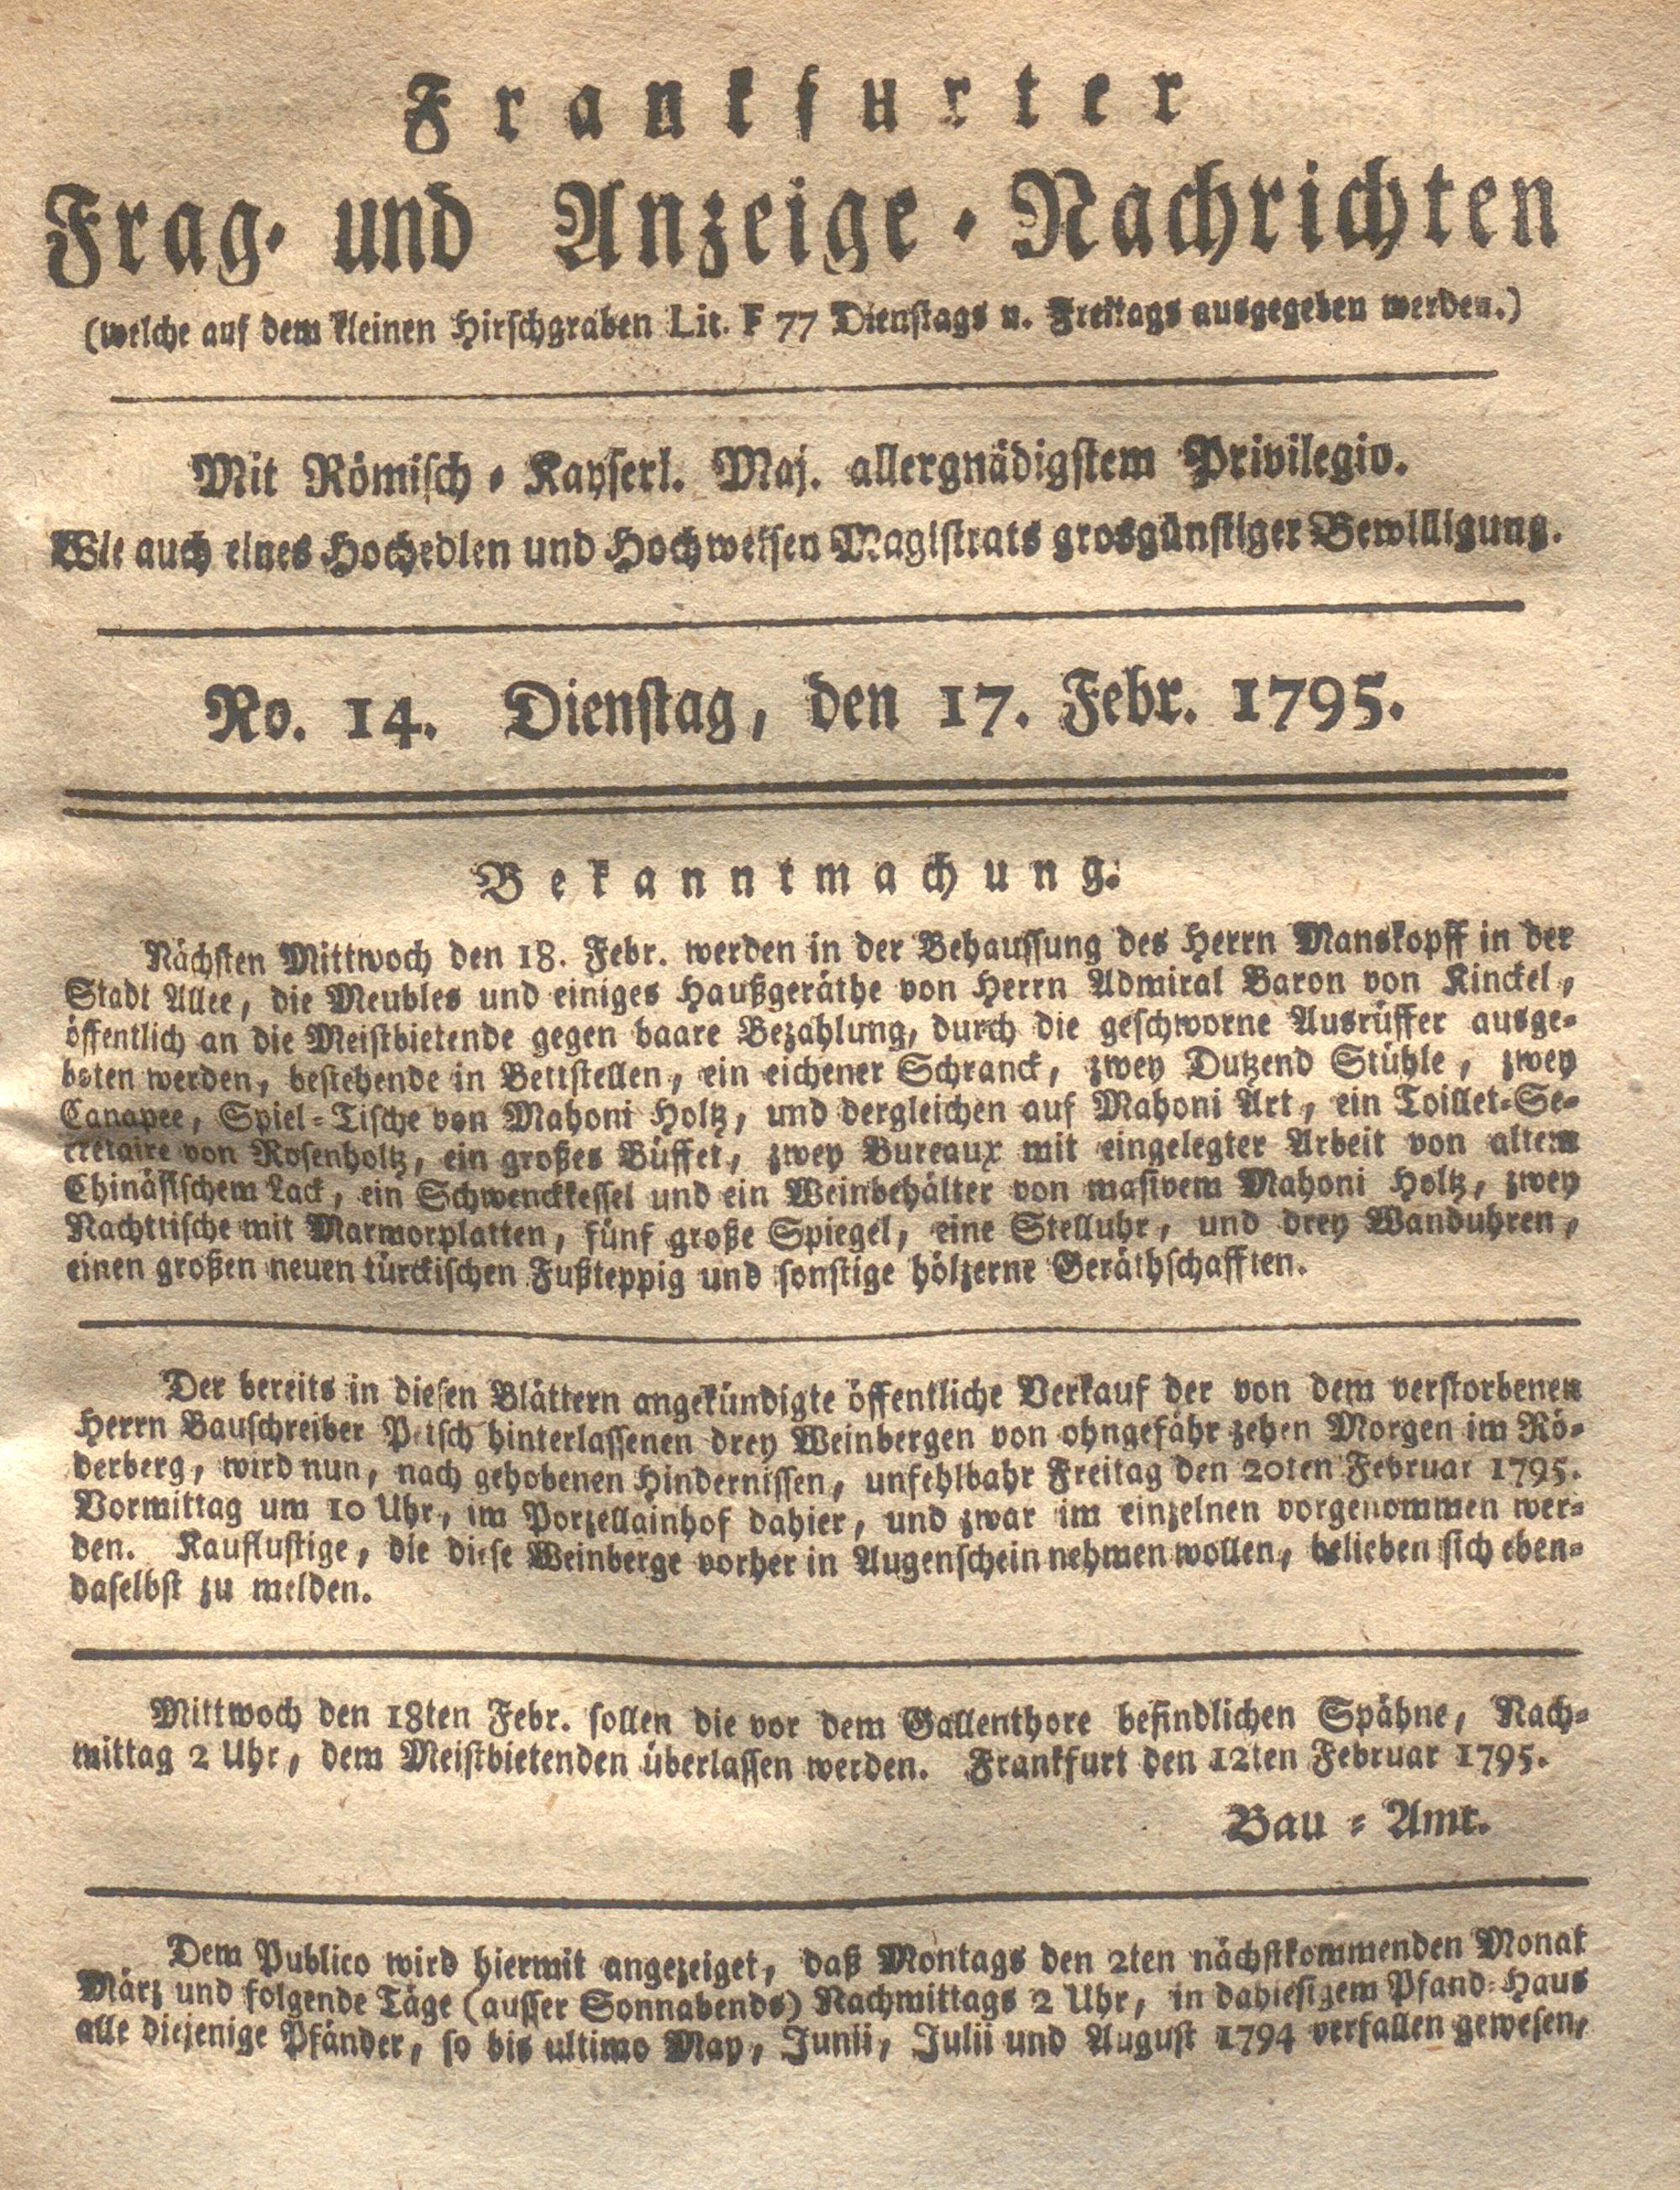 Frankfurter
Frag- und Anzeige-Nachrichten
(welche auf dem kleinen Hirschgraben Lit. F 77 Dienstags u. Freitags ausgegeben werden.)
Mit Römisch-Kayserl. Maj. allergnädigstem Privilegio.
Wie auch eines Hochedlen und Hochweisen Magistrats grosgünstiger Bewilligung.
No. 14. Dienstag, den 17. Febr. 1795.
Bekanntmachung.
Nächsten Mittwoch den 18. Febr. werden in der Behaussung des Herrn Manskopff in der
Stadt Allee, die Meubles und einiges Haußgeräthe von Herrn Admiral Baron von Kinckel,
öffentlich an die Meistbietende gegen baare Bezahlung, durch die geschworne Ausrüffer ausge-
boten werden, bestehende in Bettstellen, ein eichener Schranck, zwey Dutzend Stühle, zwey
Canapee, Spiel-Tische von Mahoni Holtz, und dergleichen auf Mahoni Art, ein Toillet-Se-
cretaire von Rosenholtz, ein großes Büffet, zwey Bureaux mit eingelegter Arbeit von altem
Chinäsischem Lack, ein Schwenckkessel und ein Weinbehälter von masivem Mahoni Holtz, zwey
Nachttische mit Marmorplatten, fünf große Spiegel, eine Stelluhr, und drey Wanduhren,
einen großen neuen türckischen Fußteppig und sonstige hölzerne Geräthschafften.
Der bereits in diesen Blättern angekündigte öffentliche Verkauf der von dem verstorbenen
Herrn Bauschreiber Petsch hinterlassenen drey Weinbergen von ohngefähr zehen Morgen im Rö-
derberg, wird nun, nach gehobenen Hindernissen, unfehlbahr Freitag den 20ten Februar 1795.
Vormittag um 10 Uhr, im Porzellainhof dahier, und zwar im einzelnen vorgenommen wer-
den. Kauflustige, die diese Weinberge vorher in Augenschein nehmen wollen, belieben sich eben-
daselbst zu melden.
Mittwoch den 18ten Febr. sollen die vor dem Gallenthore befindlichen Spähne, Nach-
mittag 2 Uhr, dem Meistbietenden überlassen werden. Frankfurt den 12ten Februar 1795.
Bau-Amt.
Dem Publico wird hiermit angezeiget, daß Montags den 2ten nächstkommenden Monat
März und folgende Täge (ausser Sonnabends) Nachmittags 2 Uhr, in dahiesigem Pfand-Haus
alle diejenige Pfänder, so bis ultimo May, Junii, Julii und August 1794 verfallen gewesen,